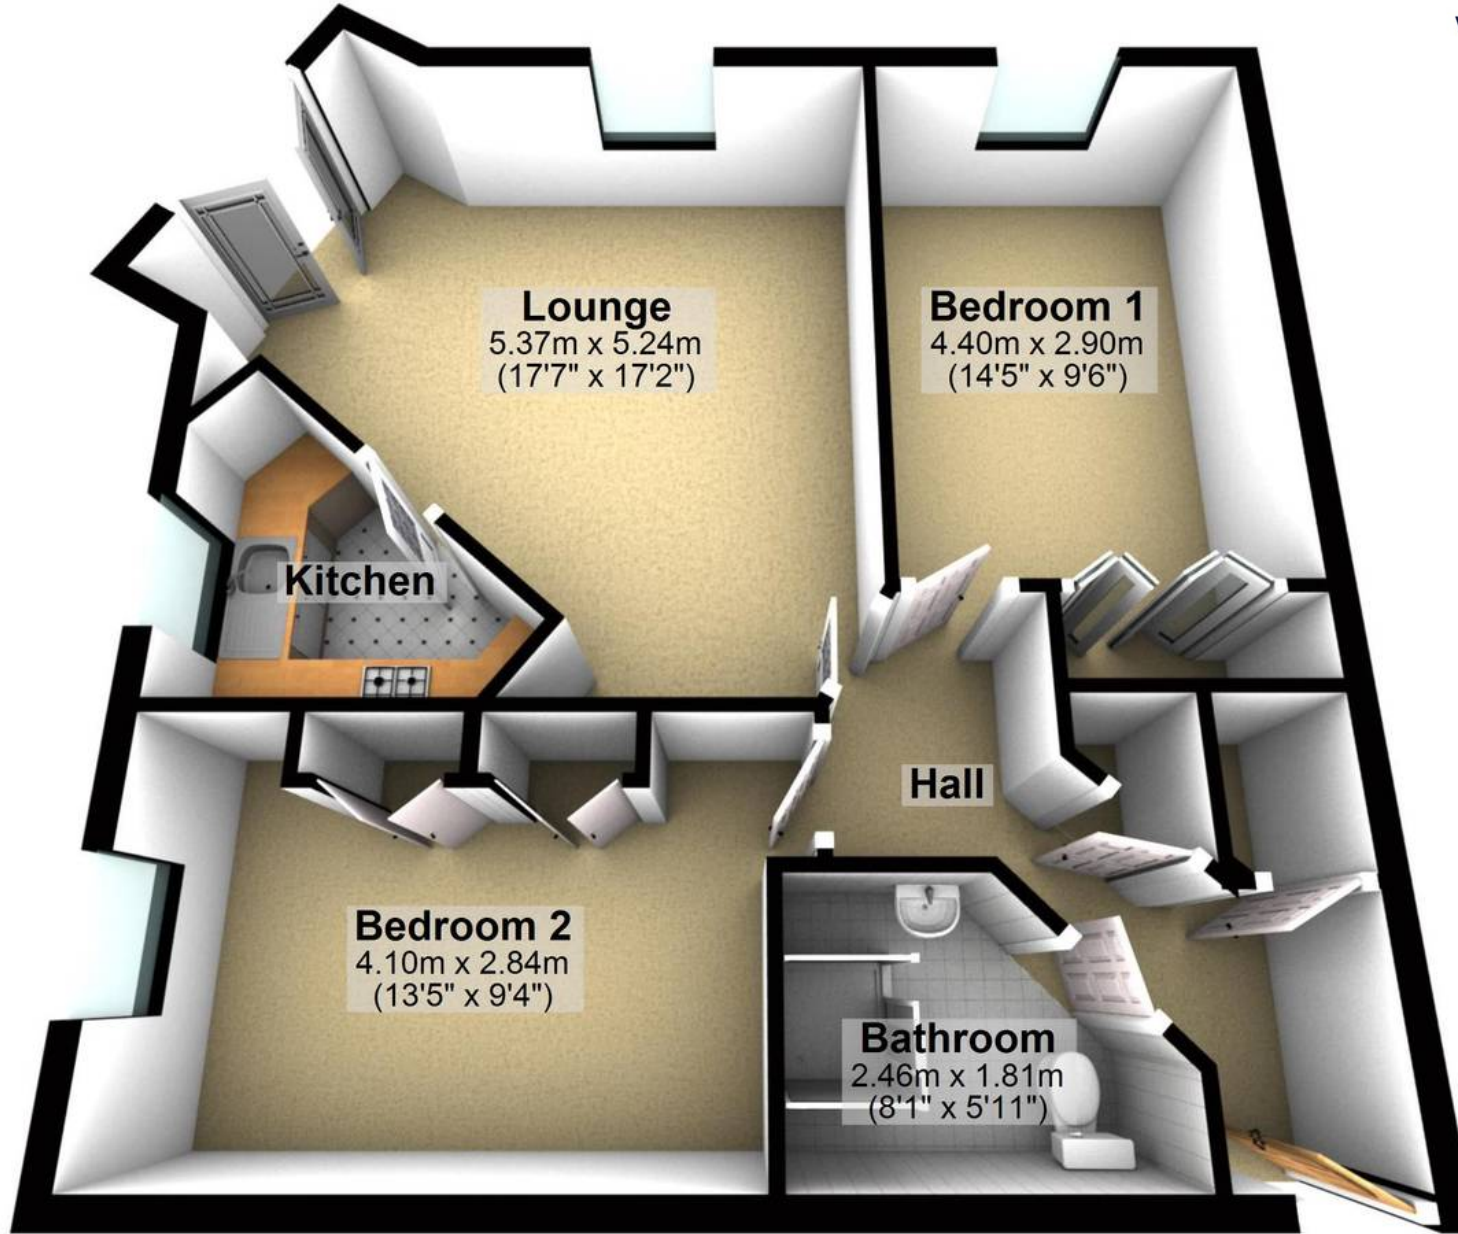 Lounge
5.37m x 5.24m
(17'7" x 17'2")
Bedroom 1
4.40m x 2.90m
(14'5" x 9'6")
Kitchen
Hall
Bedroom 2
4.10m x 2.84m
(13'5" x 9'4")
Bathroom
2.46m x 1.81m
(8'1" x 5'11")